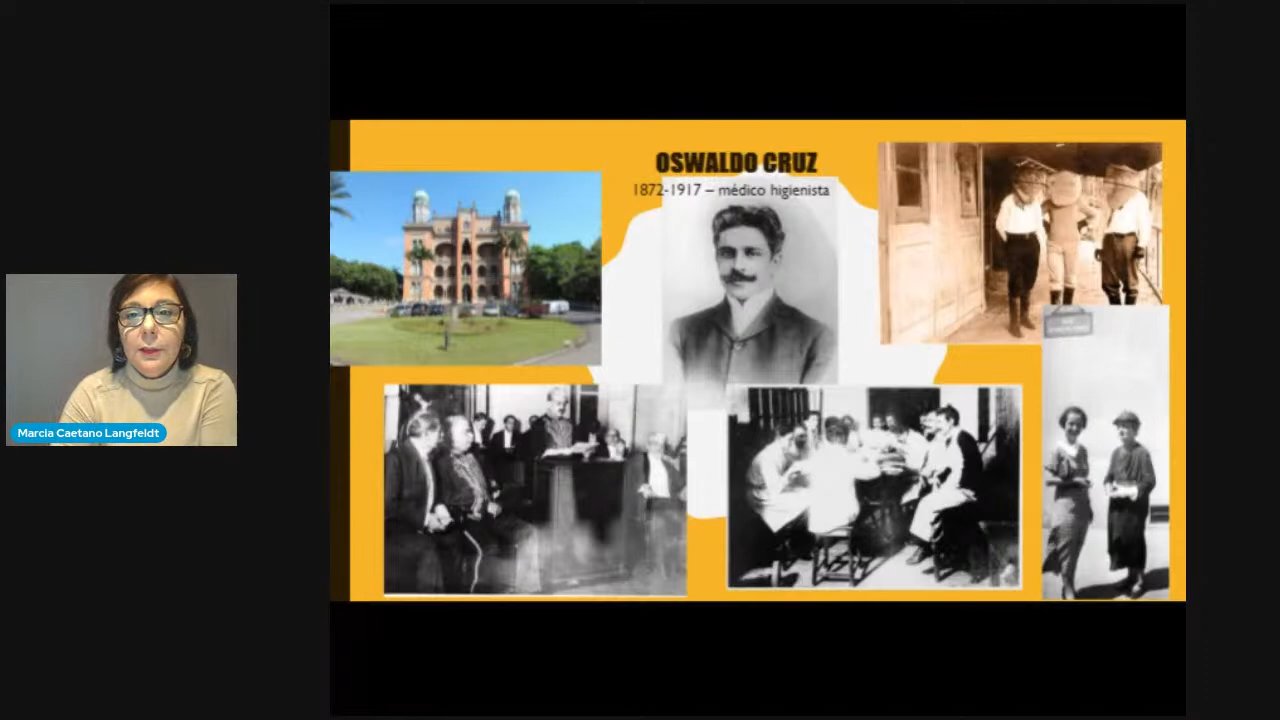 OSWALDO CRUZ
1872-1917 – médico higienista
Marcia Caetano Langfeldt